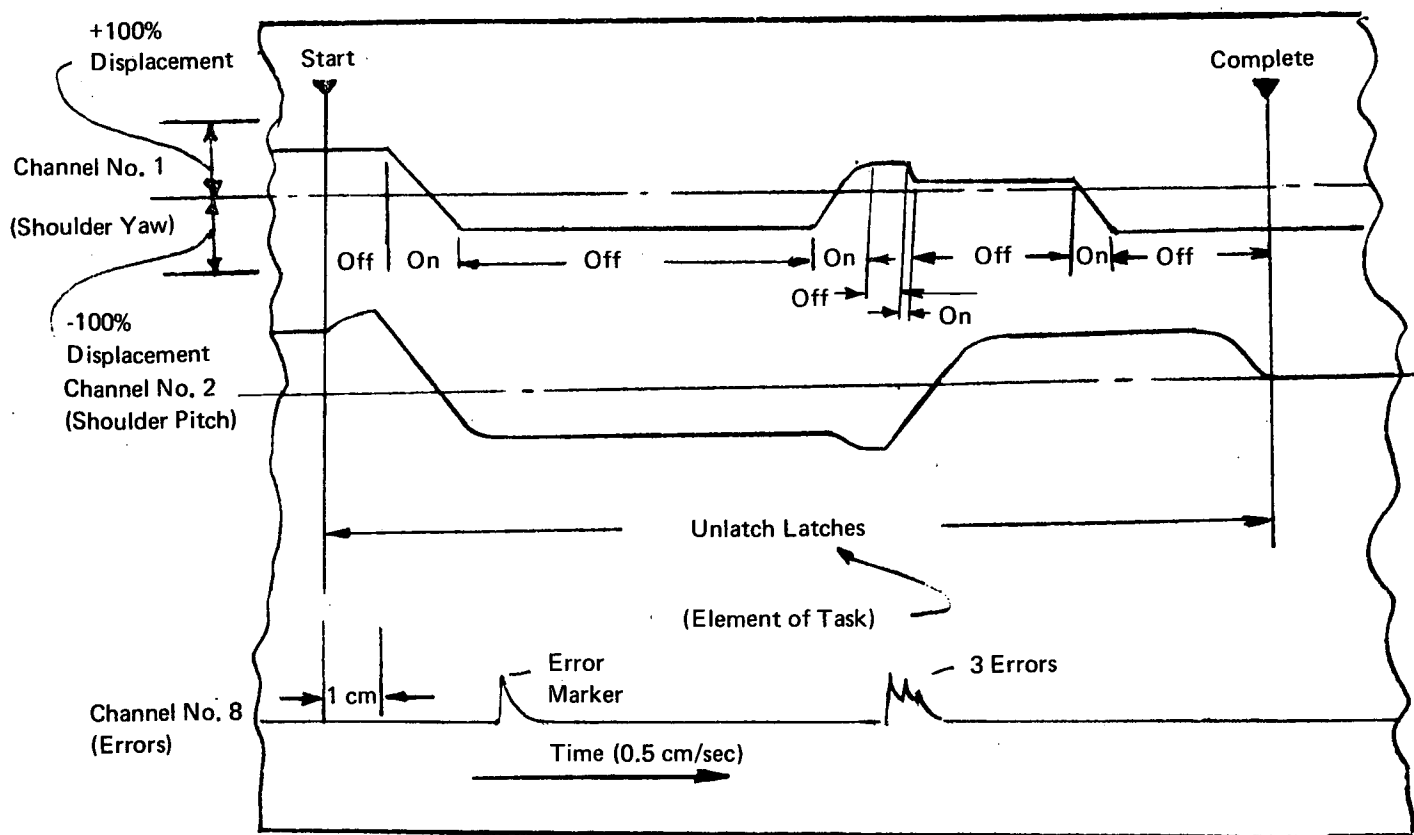 +100%
Displacement
Start
Complete
Channel No. 1
(Shoulder Yaw)
Off
On
Off
On
Off
On
Off
Off
On
-100%
Displacement
Channel No. 2
(Shoulder Pitch)
Unlatch Latches
(Element of Task)
Error
Marker
3 Errors
1 cm
Channel No. 8
(Errors)
Time (0.5 cm/sec)